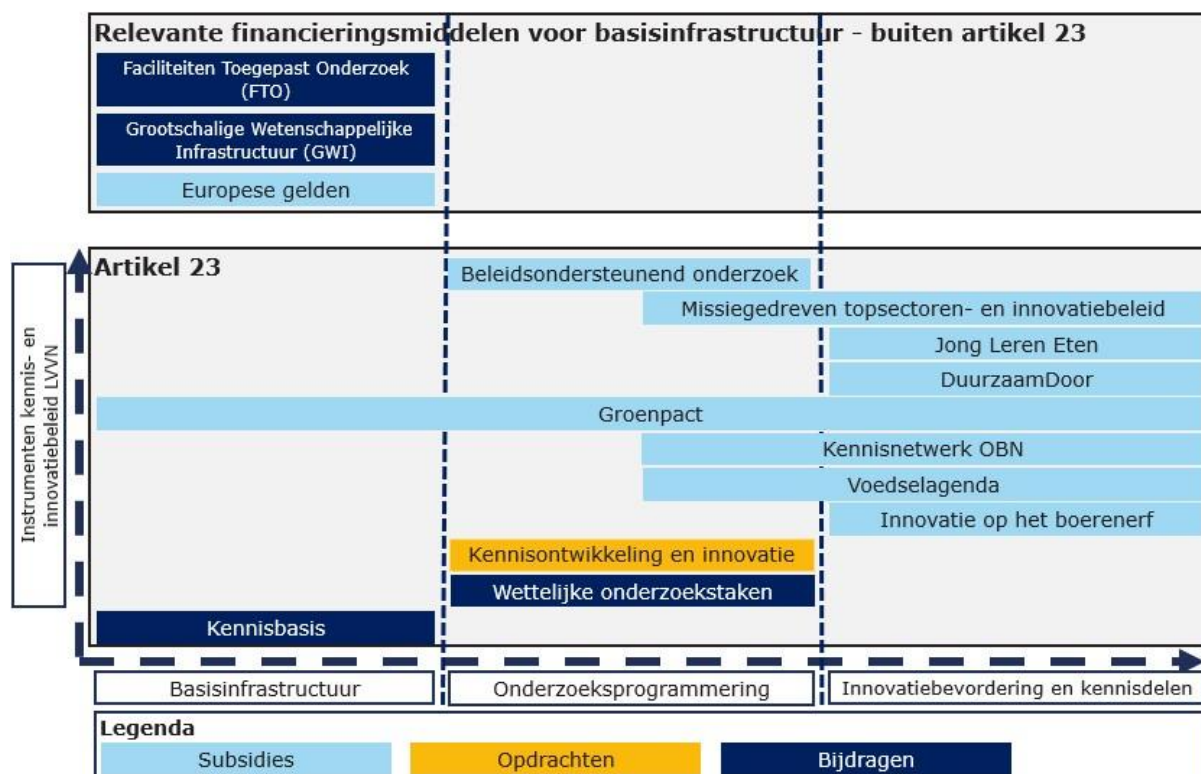 Relevante financieringsmiddelen voor basisinfrastructuur - buiten artikel 23
Faciliteiten Toegepast Onderzoek
(FTO)
Grootschalige Wetenschappelijke
Infrastructuur (GWI)
Europese gelden
Instrumenten kennis- en
innovatiebeleid LVVN
Artikel 23
Beleidsondersteunend onderzoek
Missiegedreven topsectoren- en innovatiebeleid
Jong Leren Eten
DuurzaamDoor
Groenpact
Kennisnetwerk OBN
Voedselagenda
Innovatie op het boerenerf
Kennisontwikkeling en innovatie
Wettelijke onderzoekstaken
Kennisbasis
Basisinfrastructuur
Onderzoeksprogrammering
Innovatiebevordering en kennisdelen
Legenda
Subsidies
Opdrachten
Bijdragen